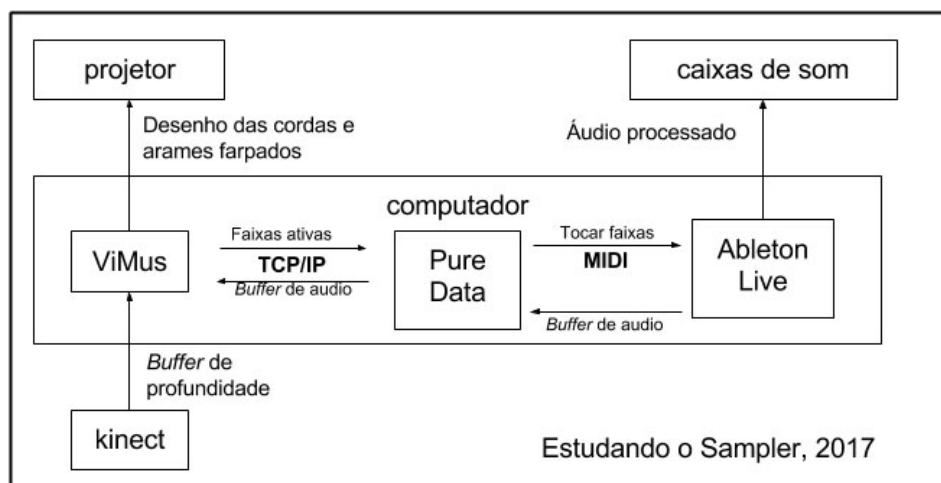 projetor
caixas de som
Desenho das cordas e
arames farpados
Áudio processado
computador
ViMus
Faixas ativas
TCP/IP
Buffer de audio
Pure
Data
Tocar faixas
MIDI
Buffer de audio
Ableton
Live
Buffer de
profundidade
kinect
Estudando o Sampler, 2017